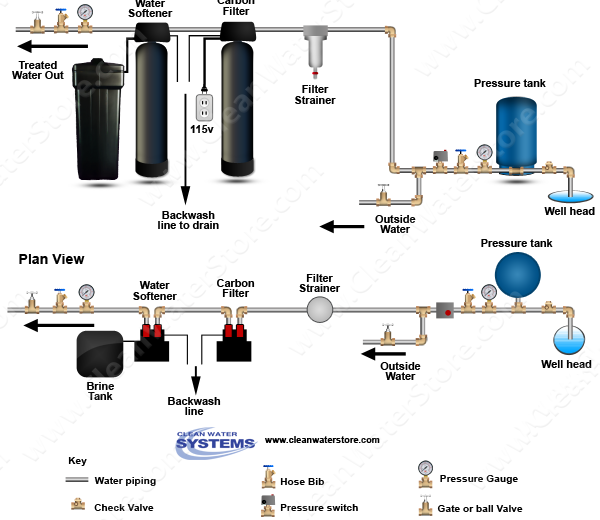 Water
Softener
Carbon
Filter
Treated
Water Out
115v
Filter
Strainer
Pressure tank
Backwash
line to drain
Outside
Water
Well head
Plan View
Pressure tank
Water
Softener
Carbon
Filter
Filter
Strainer
Brine
Tank
Backwash
line
Outside
Water
Well head
CLEAN WATER
SYSTEMS
www.cleanwaterstore.com
Key
Water piping
Hose Bib
Pressure Gauge
Check Valve
Pressure switch
Gate or ball Valve